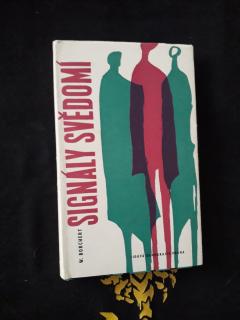 W. BORCHERT
SIGNÁLY SVĚDOMÍ